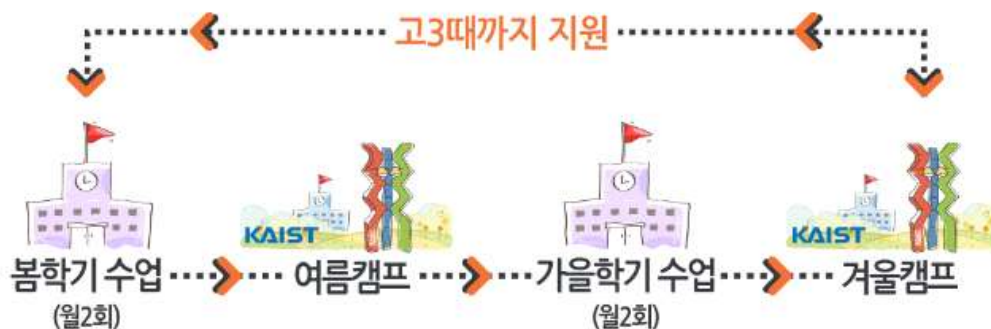 고3때까지 지원
KAIST
KAIST
봄학기 수업
여름캠프
가을학기 수업
겨울캠프
(월2회)
(월2회)